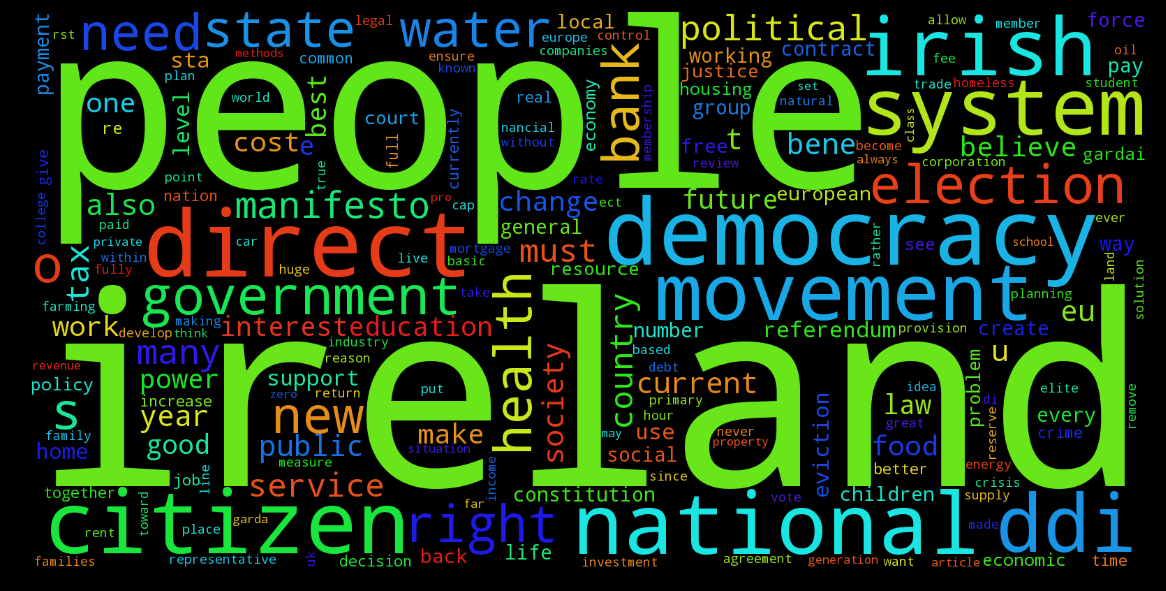 people
ireland
irish
system
democracy
movement
direct
government
citizen
national
ddi
right
need
state
water
political
election
bank
health
new
manifesto
believe
future
european
change
must
general
resource
housing
justice
working
contract
local
force
pay
payment
rst
sta
legal
methods
common
plan
europe
companies
control
ensure
known
allow
member
fee
oil
student
trade
homeless
class
one
re
level
best
world
cost
e
court
full
currently
real
nancial
without
economy
membership
group
free
t
review
set
natural
bene
become
always
corporation
gardai
college
give
point
nation
also
paid
private
within
fully
car
true
pro
cap
rate
ect
mortgage
basic
live
huge
o
tax
farming
ever
rather
see
school
way
land
solution
work
develop
making
think
interest
education
take
industry
reason
many
revenue
policy
power
increase
year
good
family
home
support
zero
return
put
make
situation
public
measure
society
country
number
based
debt
current
primary
hour
use
may
never
property
social
since
referendum
provision
create
planning
eu
u
problem
idea
law
great
food
better
di
reserve
elite
every
crime
remove
eviction
energy
crisis
supply
s
together
job
line
service
income
far
constitution
vote
children
made
toward
place
garda
rent
families
representative
uk
decision
back
life
investment
agreement
generation
want
article
economic
time